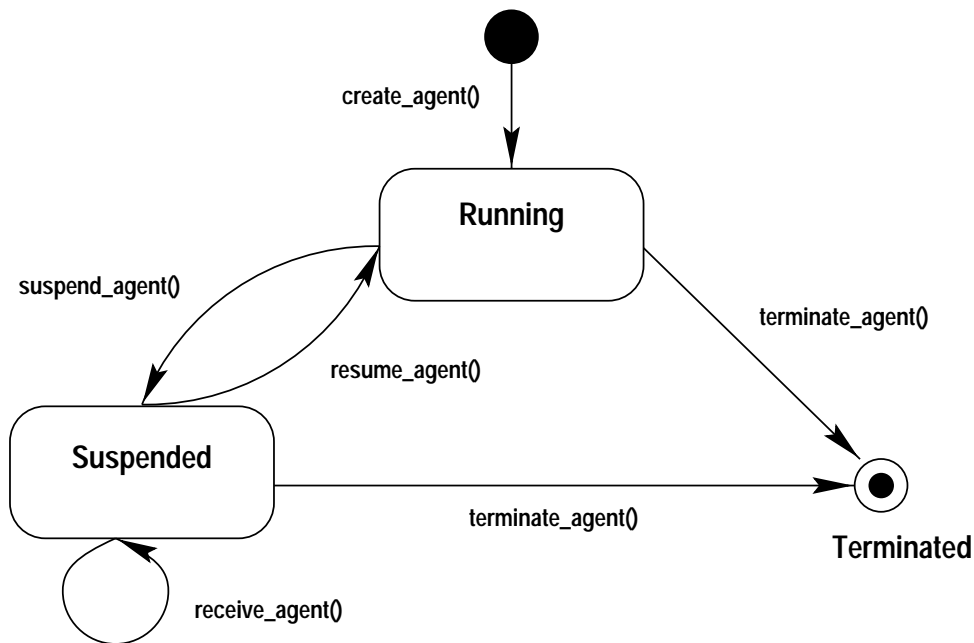 create_agent()
Running
suspend_agent()
terminate_agent()
resume_agent()
Suspended
terminate_agent()
Terminated
receive_agent()